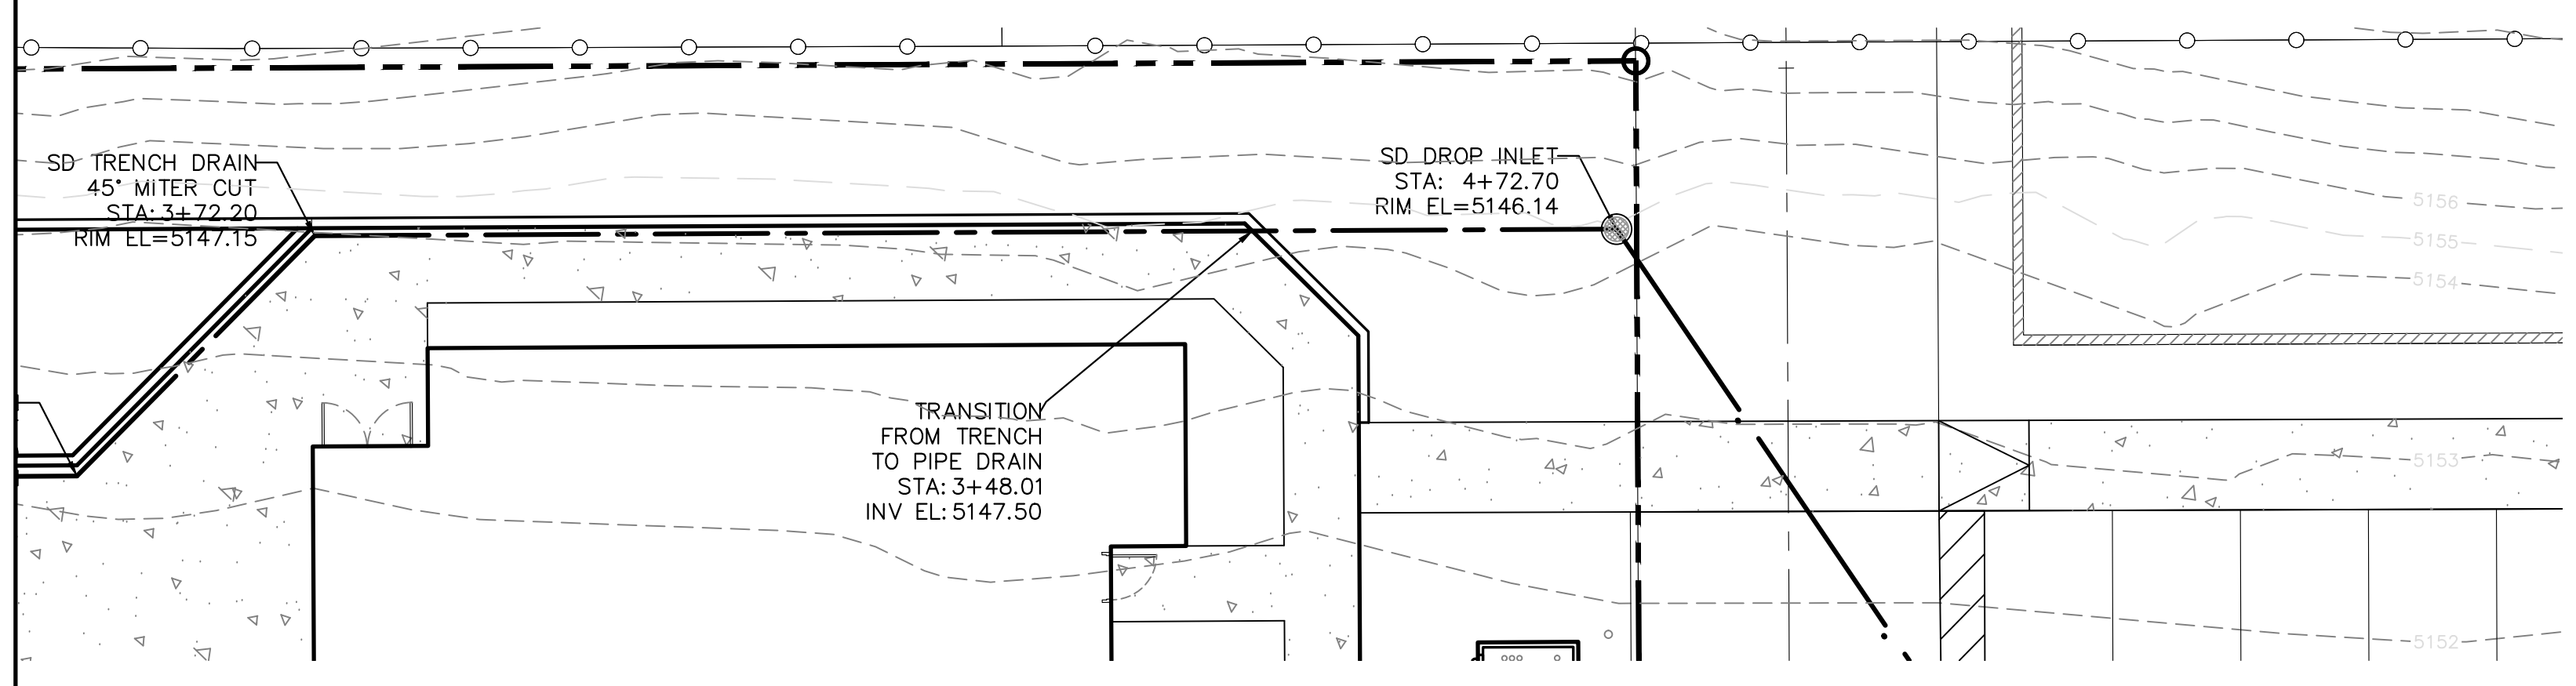 SD TRENCH DRAIN
45° MITER CUT
STA: 3+72.20
RIM EL=5147.15
SD DROP INLET
STA: 4+72.70
RIM EL=5146.14
TRANSITION
FROM TRENCH
TO PIPE DRAIN
STA: 3+48.01
INV EL: 5147.50
5156
5155
5154
5153
5152